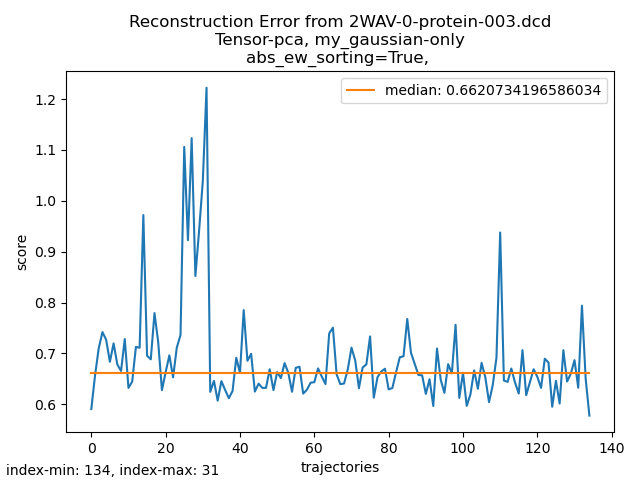 Reconstruction Error from 2WAV-0-protein-003.dcd
Tensor-pca, my_gaussian-only
abs_ew_sorting=True,
median: 0.6620734196586034
1.2
1.1
1.0
0.9
0.8
0.7
0.6
score
0 20 40 60 80 100 120 140
trajectories
index-min: 134, index-max: 31